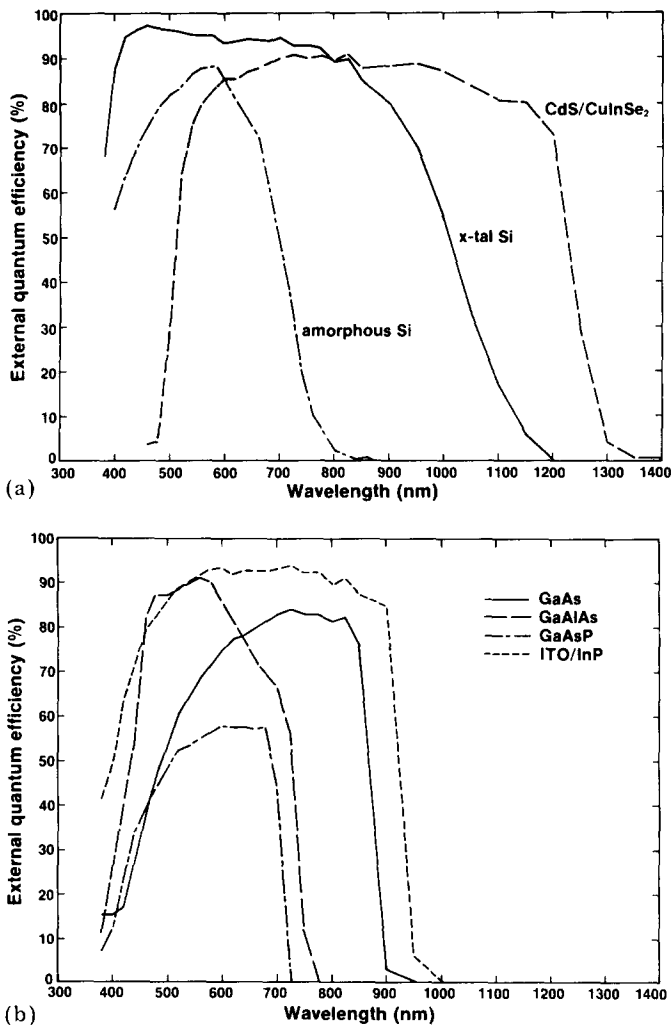 100
90
80
70
60
50
40
30
20
10
0
External quantum efficiency (%)
CdS/CuInSe₂
x-tal Si
amorphous Si
300 400 500 600 700 800 900 1000 1100 1200 1300 1400
Wavelength (nm)
(a)
100
90
80
70
60
50
40
30
20
10
0
External quantum efficiency (%)
GaAs
GaAlAs
GaAsP
ITO/InP
300 400 500 600 700 800 900 1000 1100 1200 1300 1400
Wavelength (nm)
(b)